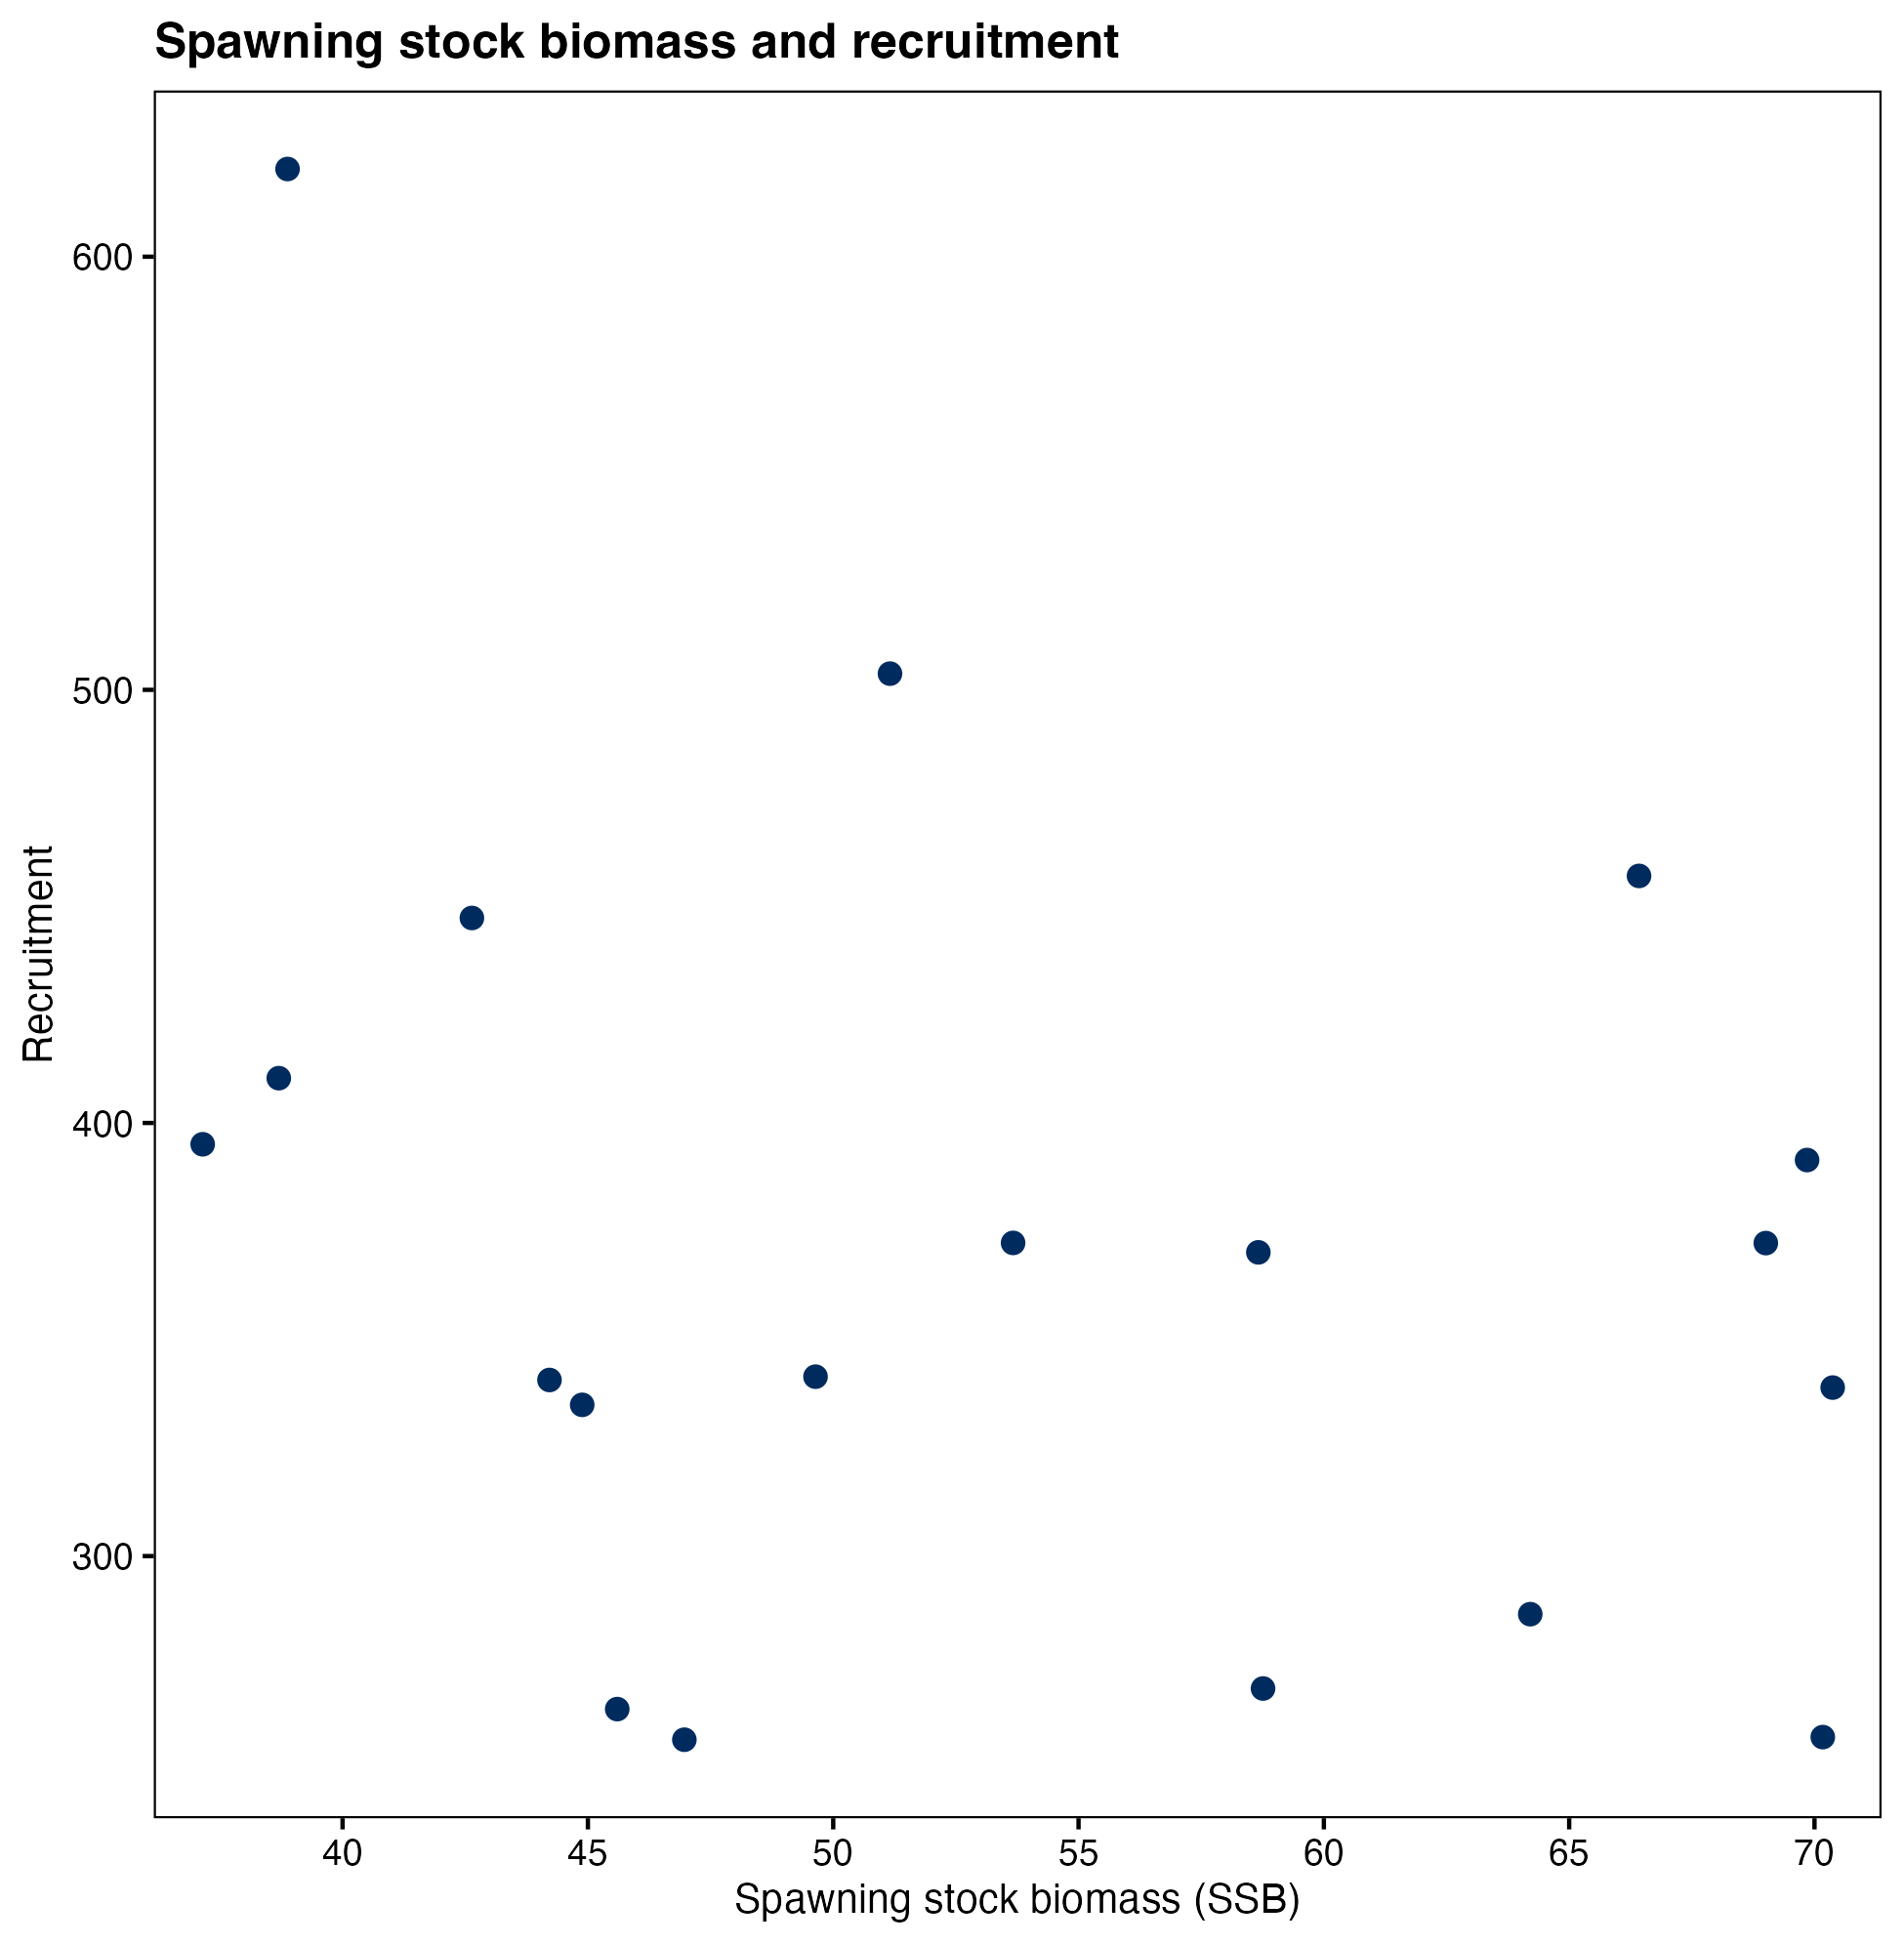 Spawning stock biomass and recruitment
Recruitment
600
500
400
300
40 45 50 55 60 65 70
Spawning stock biomass (SSB)